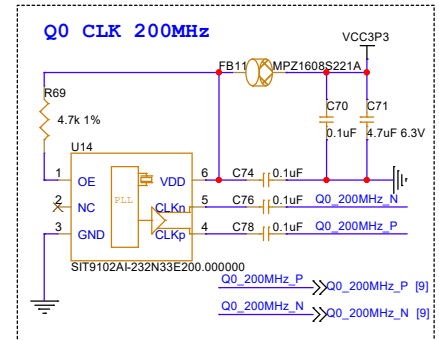 Q0 CLK 200MHz
VCC3P3
FB11 MPZ1608S221A
R69
4.7k 1%
C70
0.1uF
C71
4.7uF 6.3V
U14
1 OE
PLL
VDD 6
C74 0.1uF
2 NC
CLKn 5
C76 0.1uF
Q0_200MHz_N
3 GND
CLKp 4
C78 0.1uF
Q0_200MHz_P
SIT9102AI-232N33E200.000000
Q0_200MHz_P
Q0_200MHz_P [9]
Q0_200MHz_N
Q0_200MHz_N [9]